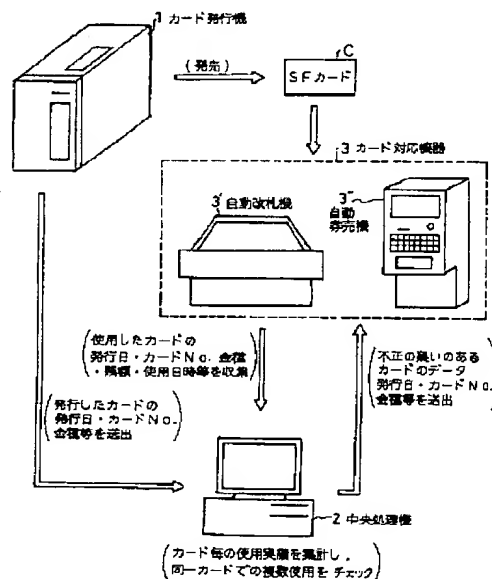 1 カード発行機
(発売)
C
SFカード
3 カード対応機器
3' 自動改札機
3"
自動
券売機
(使用したカードの
発行日・カードNo. 金種
・残額・使用日時等を収集)
(不正の疑いのある
カードのデータ
発行日・カードNo.
金種等を送出)
(発行したカードの
発行日・カードNo.
金種等を送出)
2 中央処理機
(カード毎の使用実績を集計し、
同一カードでの複数使用をチェック)